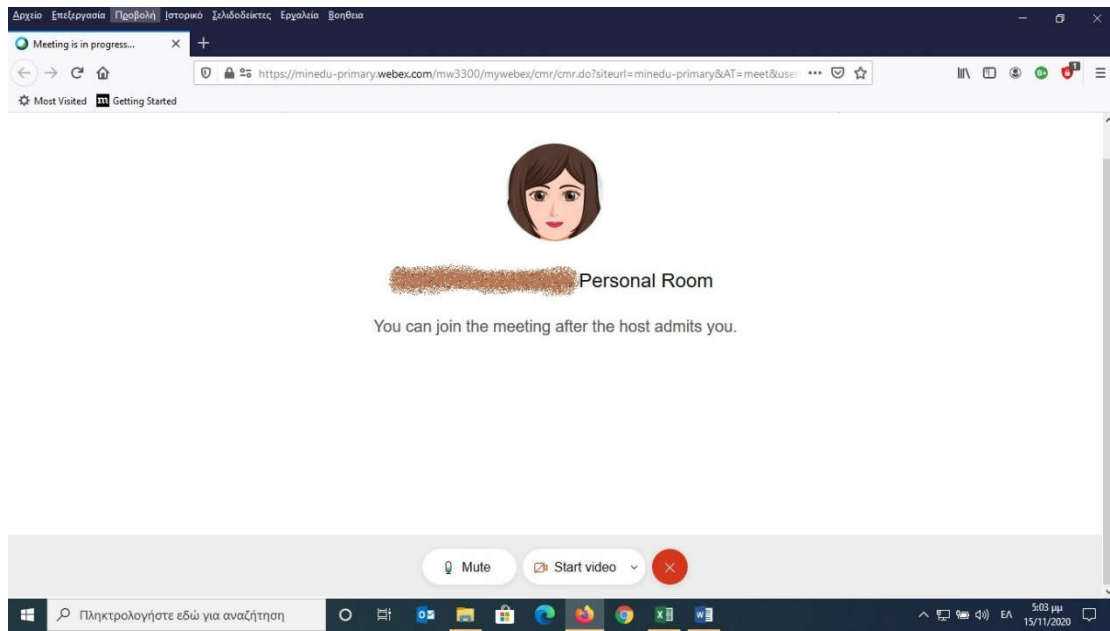 Αρχείο Επεξεργασία Προβολή Ιστορικό Σελιδοδείκτες Εργαλεία Βοηθεια
Meeting is in progress...
https://minedu-primary.webex.com/mw3300/mywebex/cmr/cmr.do?siteurl=minedu-primary&AT=meet&user
1
Most Visited m Getting Started
Personal Room
You can join the meeting after the host admits you.
Mute Start video
Πληκτρολογήστε εδώ για αναζήτηση
ΕΛ
5:03 μμ
15/11/2020